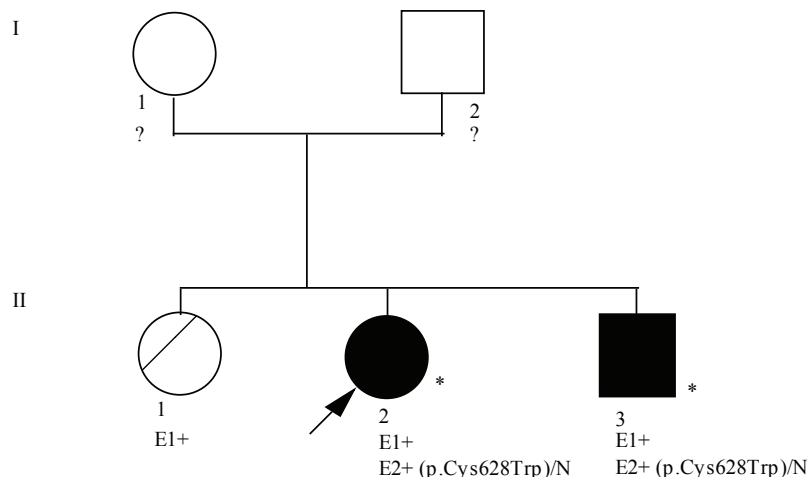 I
1
2
?
?
II
*
*
1
2
3
E1+
E1+
E1+
E2+ (p.Cys628Trp)/N
E2+ (p.Cys628Trp)/N